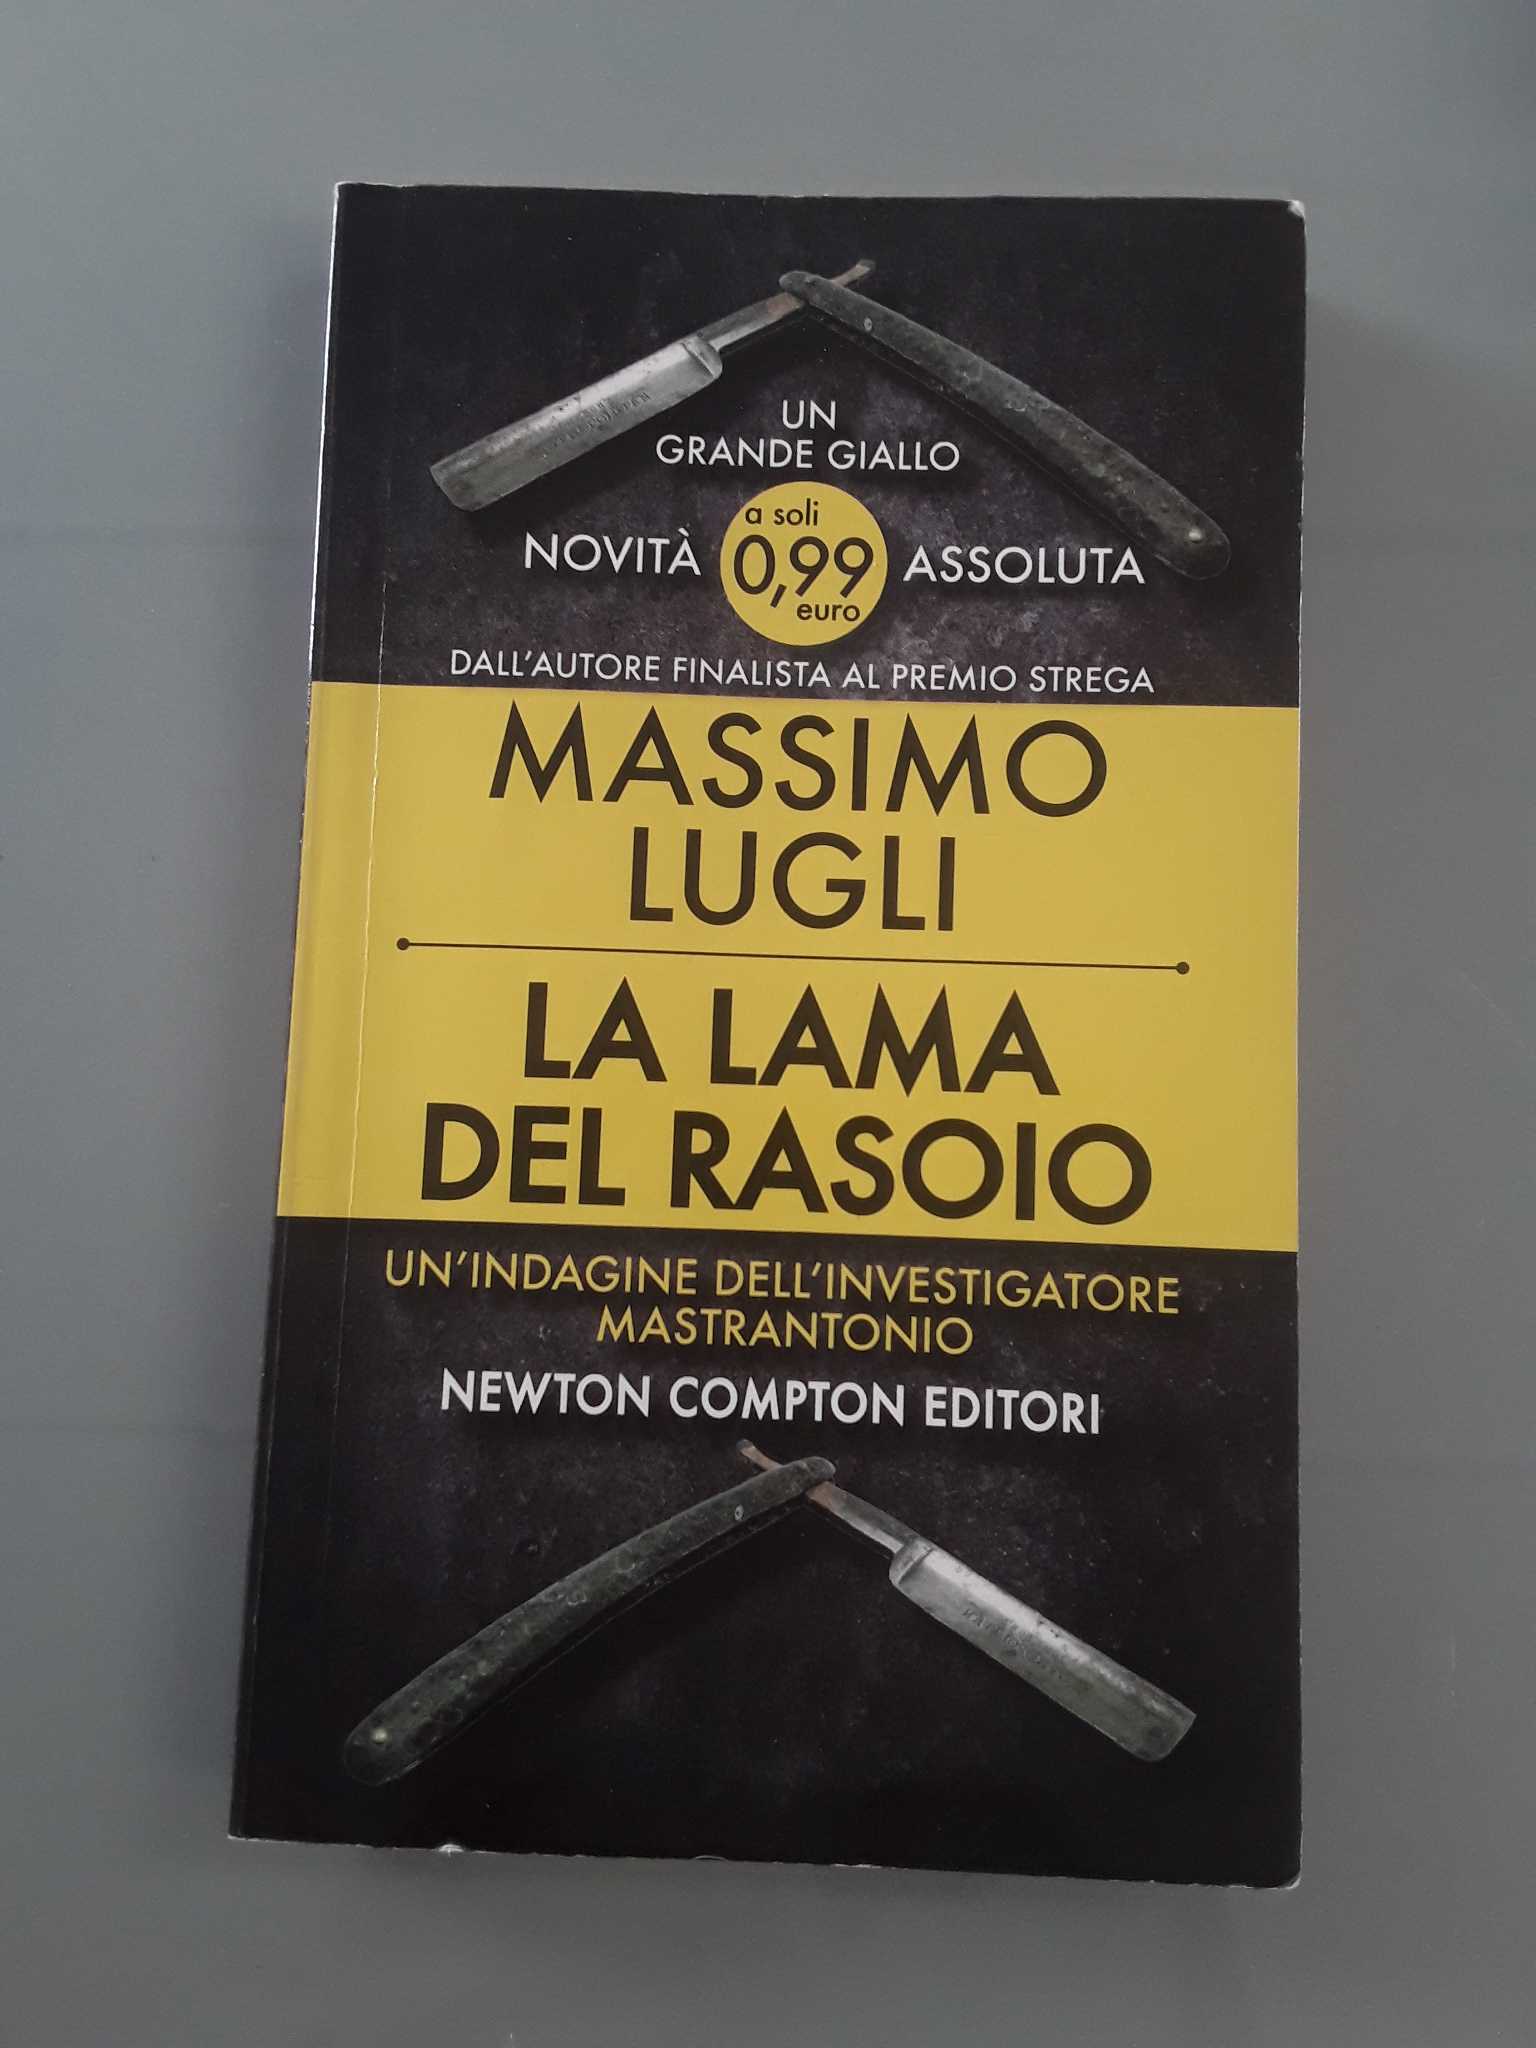 UN
GRANDE GIALLO
NOVITÀ a soli 0,99 euro ASSOLUTA
DALL'AUTORE FINALISTA AL PREMIO STREGA
MASSIMO
LUGLI
LA LAMA
DEL RASOIO
UN'INDAGINE DELL'INVESTIGATORE
MASTRANTONIO
NEWTON COMPTON EDITORI